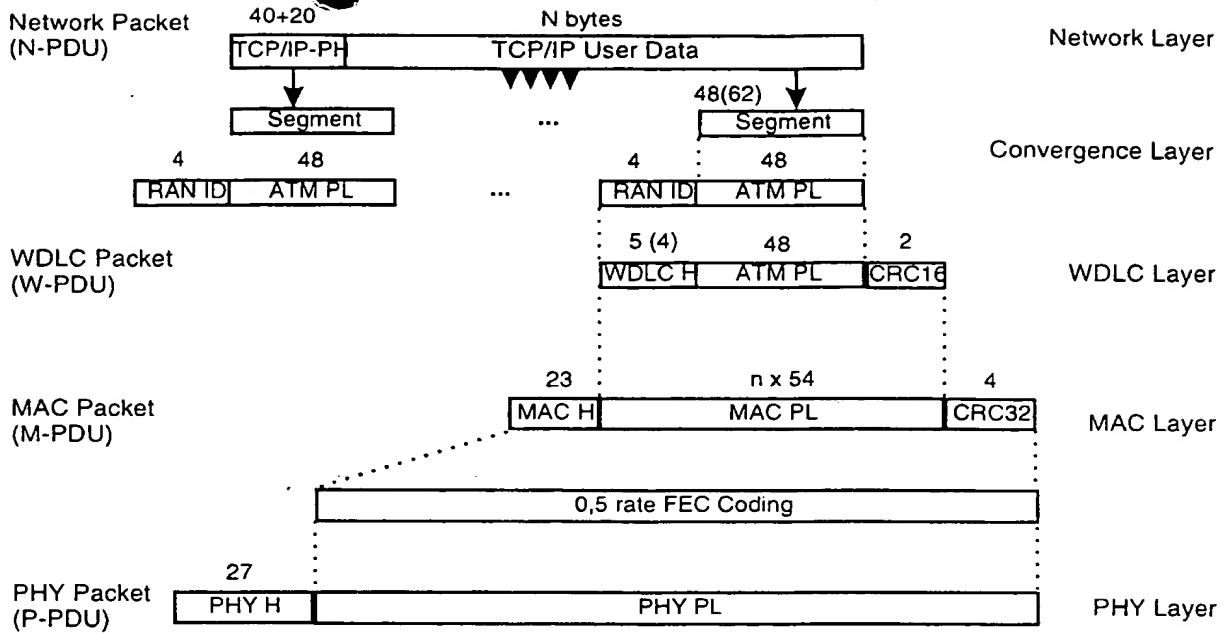 40+20
N bytes
Network Packet
(N-PDU)
TCP/IP-PH
TCP/IP User Data
Network Layer
48(62)
Segment
...
Segment
Convergence Layer
4
48
4
48
RAN ID
ATM PL
...
RAN ID
ATM PL
5 (4)
48
2
WDLC Packet
(W-PDU)
WDLC H
ATM PL
CRC16
WDLC Layer
23
n x 54
4
MAC Packet
(M-PDU)
MAC H
MAC PL
CRC32
MAC Layer
0,5 rate FEC Coding
27
PHY Packet
(P-PDU)
PHY H
PHY PL
PHY Layer